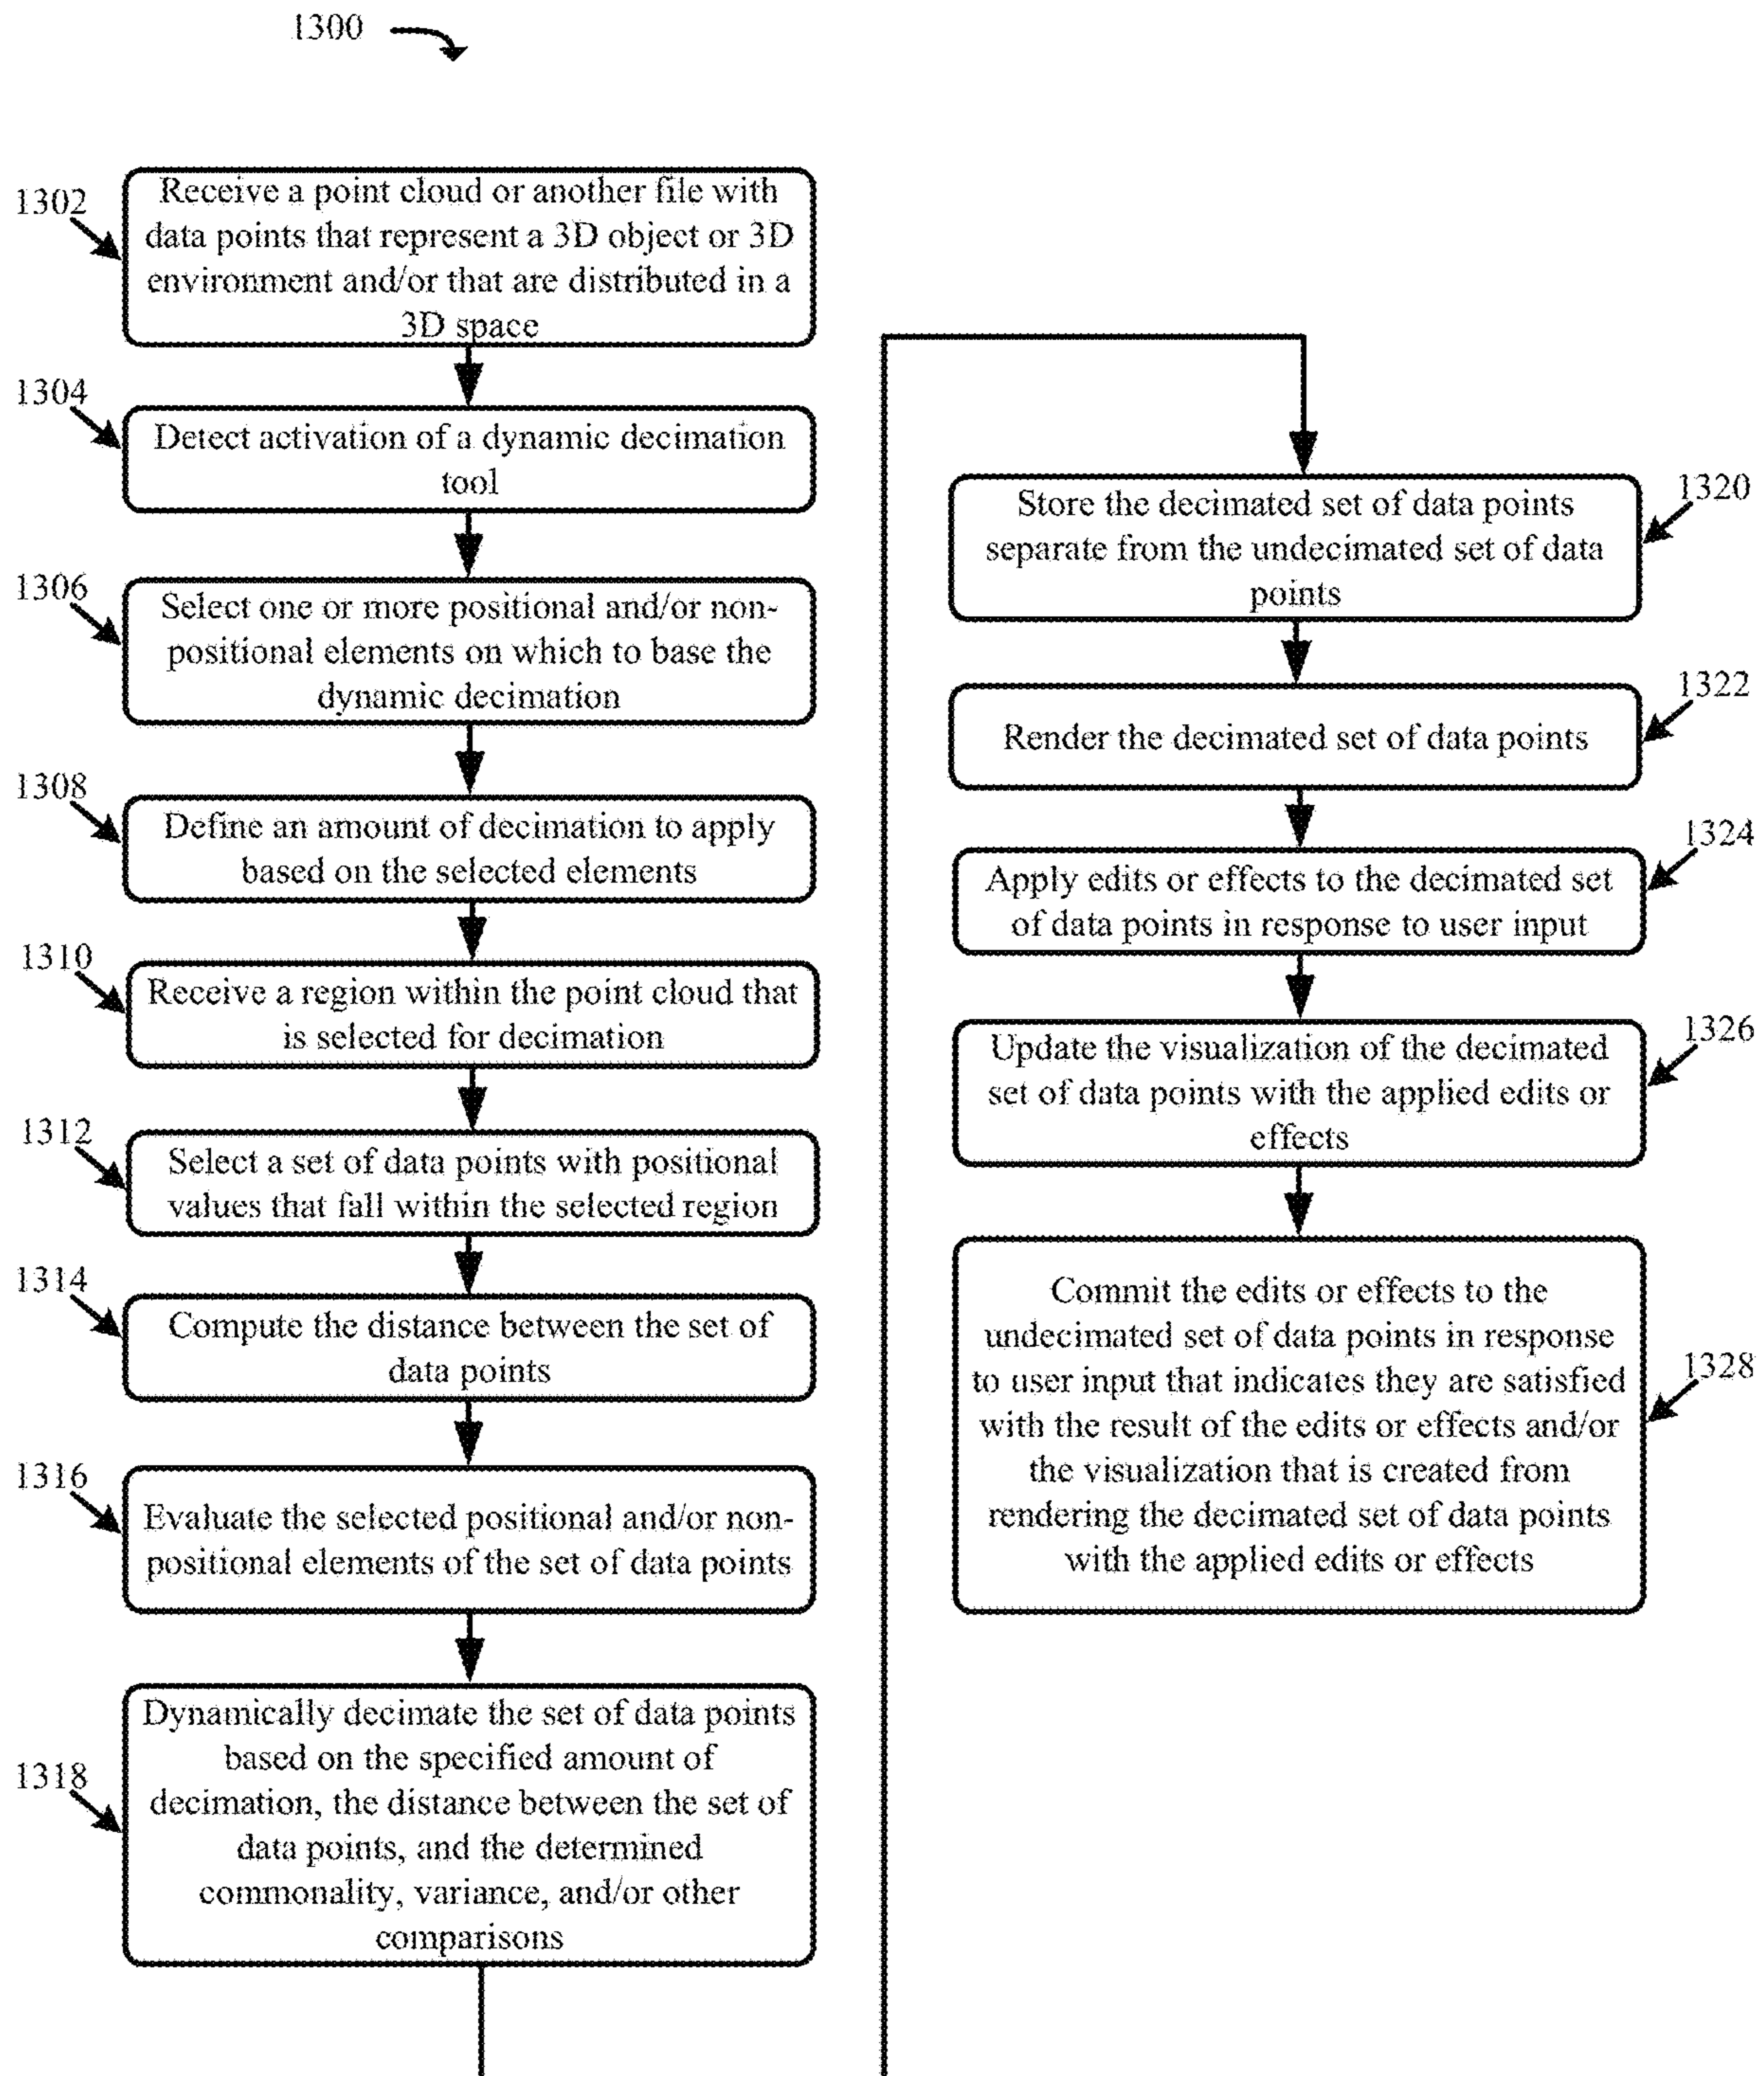 1300
1302
Receive a point cloud or another file with
data points that represent a 3D object or 3D
environment and/or that are distributed in a
3D space
1304
Detect activation of a dynamic decimation
tool
1306
Select one or more positional and/or non-
positional elements on which to base the
dynamic decimation
1308
Define an amount of decimation to apply
based on the selected elements
1310
Receive a region within the point cloud that
is selected for decimation
1312
Select a set of data points with positional
values that fall within the selected region
1314
Compute the distance between the set of
data points
1316
Evaluate the selected positional and/or non-
positional elements of the set of data points
1318
Dynamically decimate the set of data points
based on the specified amount of
decimation, the distance between the set of
data points, and the determined
commonality, variance, and/or other
comparisons
1320
Store the decimated set of data points
separate from the undecimated set of data
points
1322
Render the decimated set of data points
1324
Apply edits or effects to the decimated set
of data points in response to user input
1326
Update the visualization of the decimated
set of data points with the applied edits or
effects
1328
Commit the edits or effects to the
undecimated set of data points in response
to user input that indicates they are satisfied
with the result of the edits or effects and/or
the visualization that is created from
rendering the decimated set of data points
with the applied edits or effects